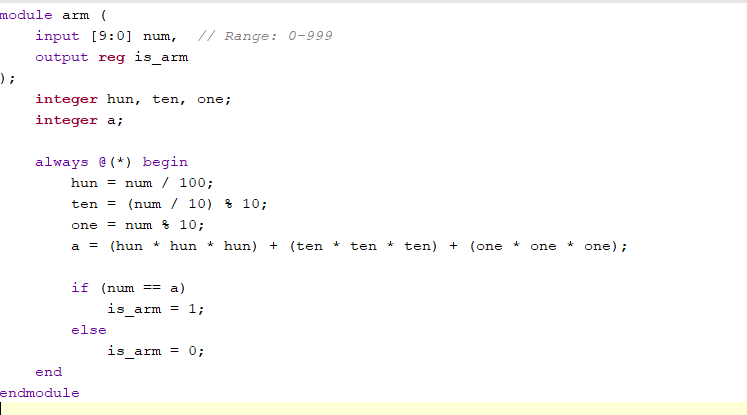 module arm (
    input [9:0] num,  // Range: 0-999
    output reg is_arm
);
    integer hun, ten, one;
    integer a;

    always @(*) begin
        hun = num / 100;
        ten = (num / 10) % 10;
        one = num % 10;
        a = (hun * hun * hun) + (ten * ten * ten) + (one * one * one);

        if (num == a)
            is_arm = 1;
        else
            is_arm = 0;
    end
endmodule